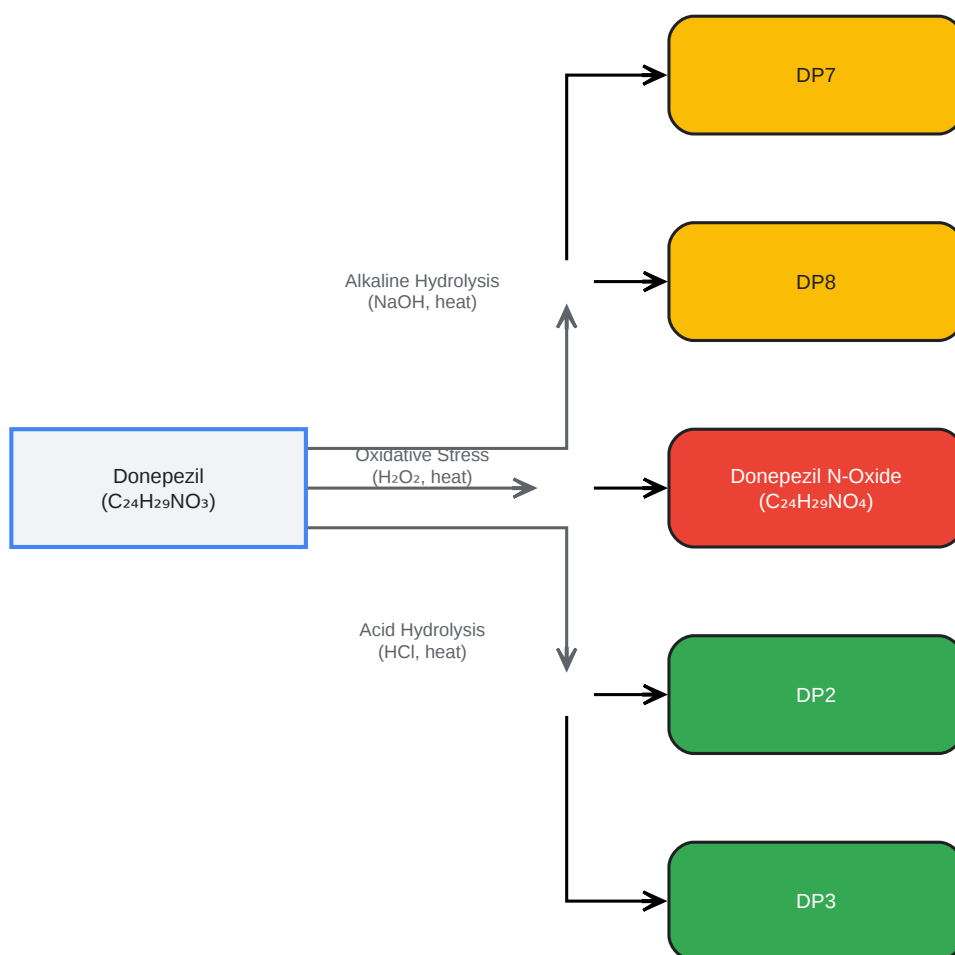 DP7
Alkaline Hydrolysis
(NaOH, heat)
DP8
Donepezil
(C₂₄H₂₉NO₃)
Oxidative Stress
(H₂O₂, heat)
Donepezil N-Oxide
(C₂₄H₂₉NO₄)
Acid Hydrolysis
(HCl, heat)
DP2
DP3